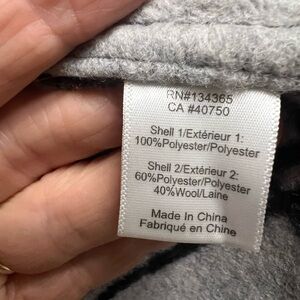 RN#134365
CA #40750
Shell 1/Extérieur 1:
100%Polyester/Polyester
Shell 2/Extérieur 2:
60%Polyester/Polyester
40%Wool/Laine
Made In China
Fabriqué en Chine